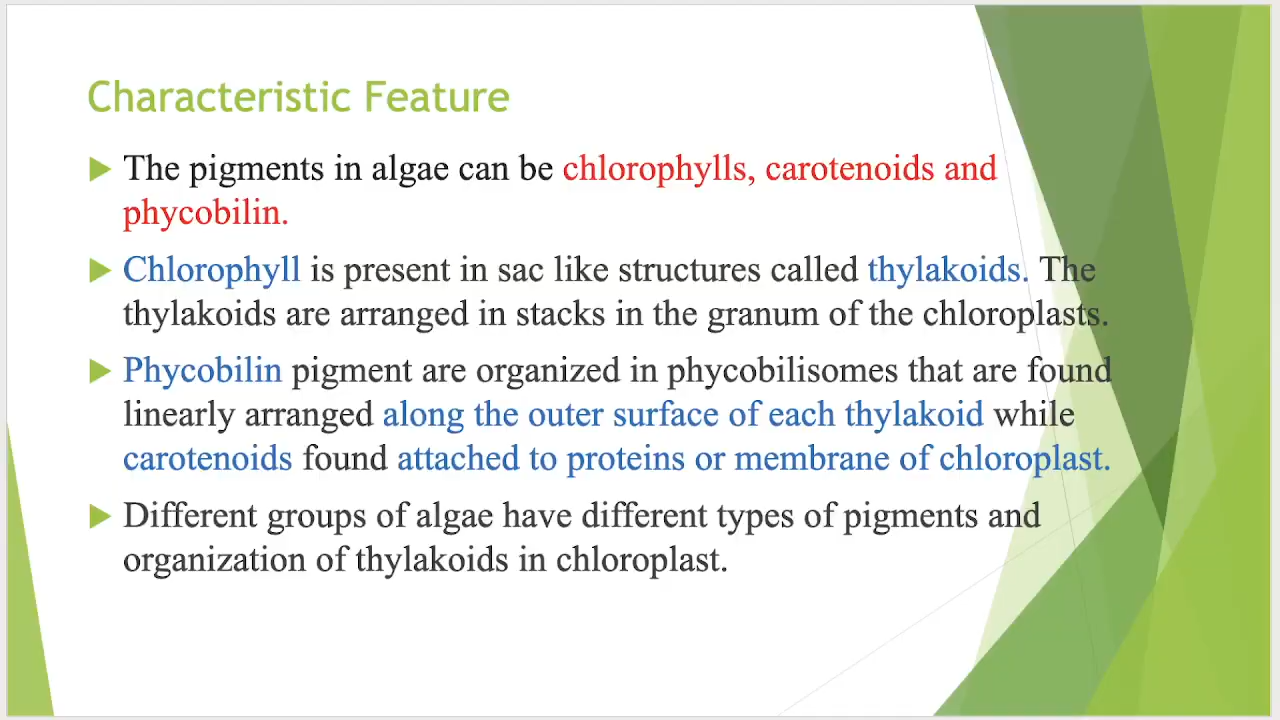 Characteristic Feature
The pigments in algae can be chlorophylls, carotenoids and
phycobilin.
Chlorophyll is present in sac like structures called thylakoids. The
thylakoids are arranged in stacks in the granum of the chloroplasts.
Phycobilin pigment are organized in phycobilisomes that are found
linearly arranged along the outer surface of each thylakoid while
carotenoids found attached to proteins or membrane of chloroplast.
Different groups of algae have different types of pigments and
organization of thylakoids in chloroplast.